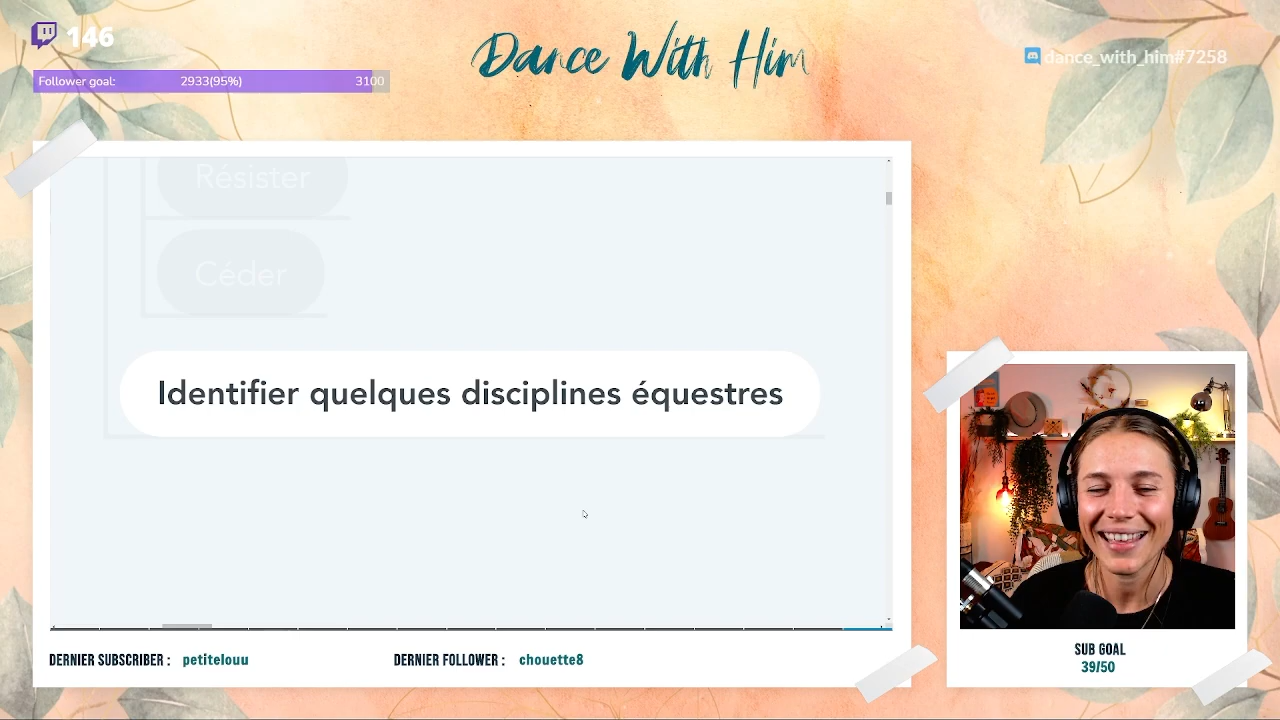 146
Dance With Him
dance_with_him#7258
Follower goal: 2933(95%) 3100
Résister
Céder
Identifier quelques disciplines équestres
DERNIER SUBSCRIBER : petitelouu
DERNIER FOLLOWER : chouette8
SUB GOAL
39/50